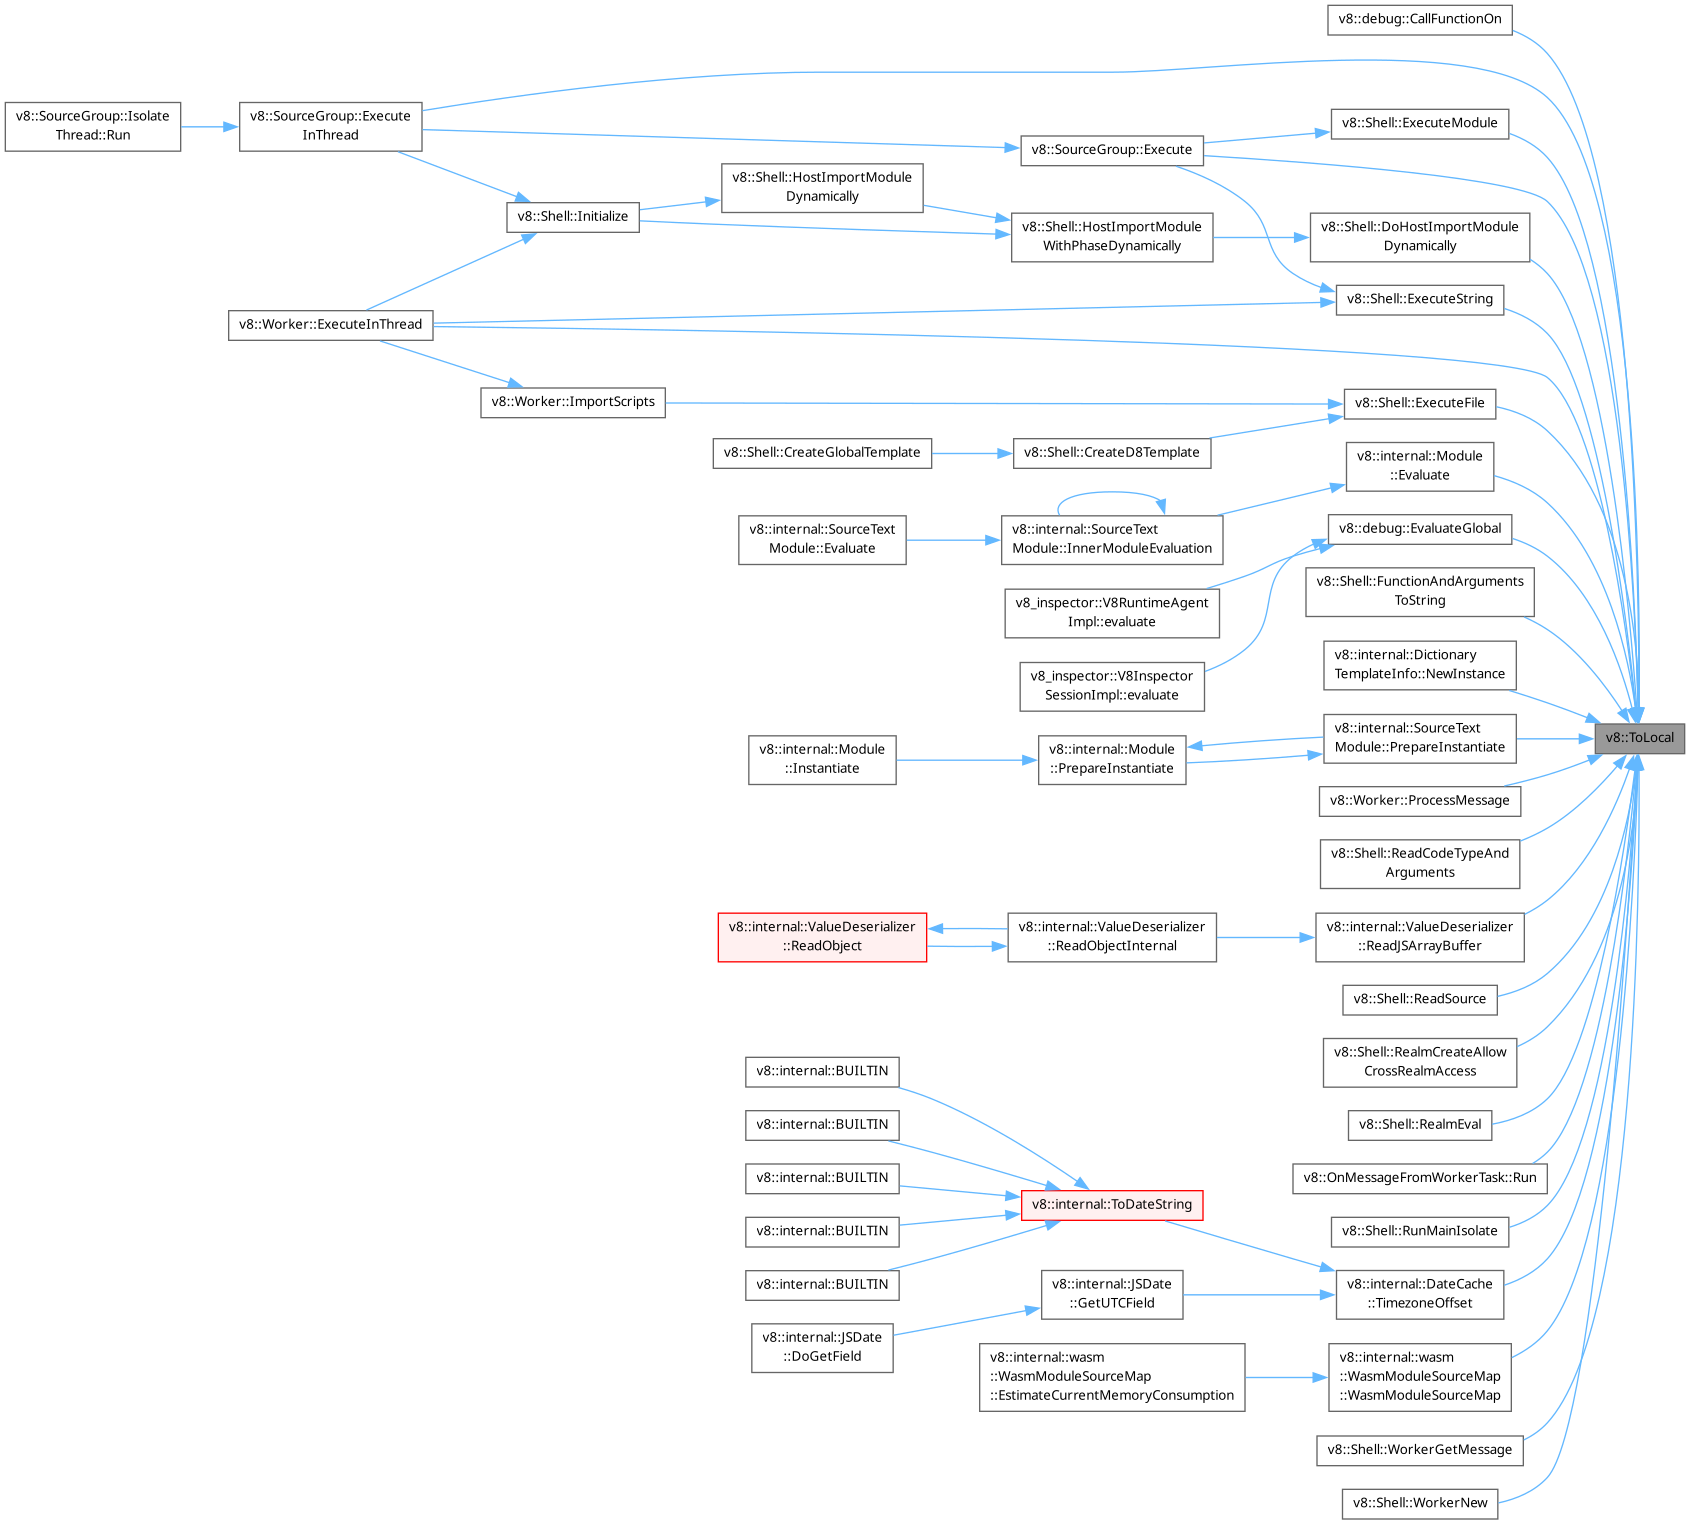 v8::debug::CallFunctionOn
v8::SourceGroup::Isolate
Thread::Run
v8::SourceGroup::Execute
InThread
v8::Shell::ExecuteModule
v8::SourceGroup::Execute
v8::Shell::HostImportModule
Dynamically
v8::Shell::Initialize
v8::Shell::HostImportModule
WithPhaseDynamically
v8::Shell::DoHostImportModule
Dynamically
v8::Shell::ExecuteString
v8::Worker::ExecuteInThread
v8::Worker::ImportScripts
v8::Shell::ExecuteFile
v8::Shell::CreateGlobalTemplate
v8::Shell::CreateD8Template
v8::internal::Module
::Evaluate
v8::internal::SourceText
Module::Evaluate
v8::internal::SourceText
Module::InnerModuleEvaluation
v8::debug::EvaluateGlobal
v8::Shell::FunctionAndArguments
ToString
v8_inspector::V8RuntimeAgent
Impl::evaluate
v8::internal::Dictionary
TemplateInfo::NewInstance
v8_inspector::V8Inspector
SessionImpl::evaluate
v8::internal::SourceText
Module::PrepareInstantiate
v8::ToLocal
v8::internal::Module
::Instantiate
v8::internal::Module
::PrepareInstantiate
v8::Worker::ProcessMessage
v8::Shell::ReadCodeTypeAnd
Arguments
v8::internal::ValueDeserializer
::ReadObject
v8::internal::ValueDeserializer
::ReadObjectInternal
v8::internal::ValueDeserializer
::ReadJSArrayBuffer
v8::Shell::ReadSource
v8::Shell::RealmCreateAllow
CrossRealmAccess
v8::internal::BUILTIN
v8::internal::BUILTIN
v8::Shell::RealmEval
v8::internal::BUILTIN
v8::OnMessageFromWorkerTask::Run
v8::internal::ToDateString
v8::internal::BUILTIN
v8::Shell::RunMainIsolate
v8::internal::BUILTIN
v8::internal::JSDate
::GetUTCField
v8::internal::DateCache
::TimezoneOffset
v8::internal::JSDate
::DoGetField
v8::internal::wasm
::WasmModuleSourceMap
::EstimateCurrentMemoryConsumption
v8::internal::wasm
::WasmModuleSourceMap
::WasmModuleSourceMap
v8::Shell::WorkerGetMessage
v8::Shell::WorkerNew